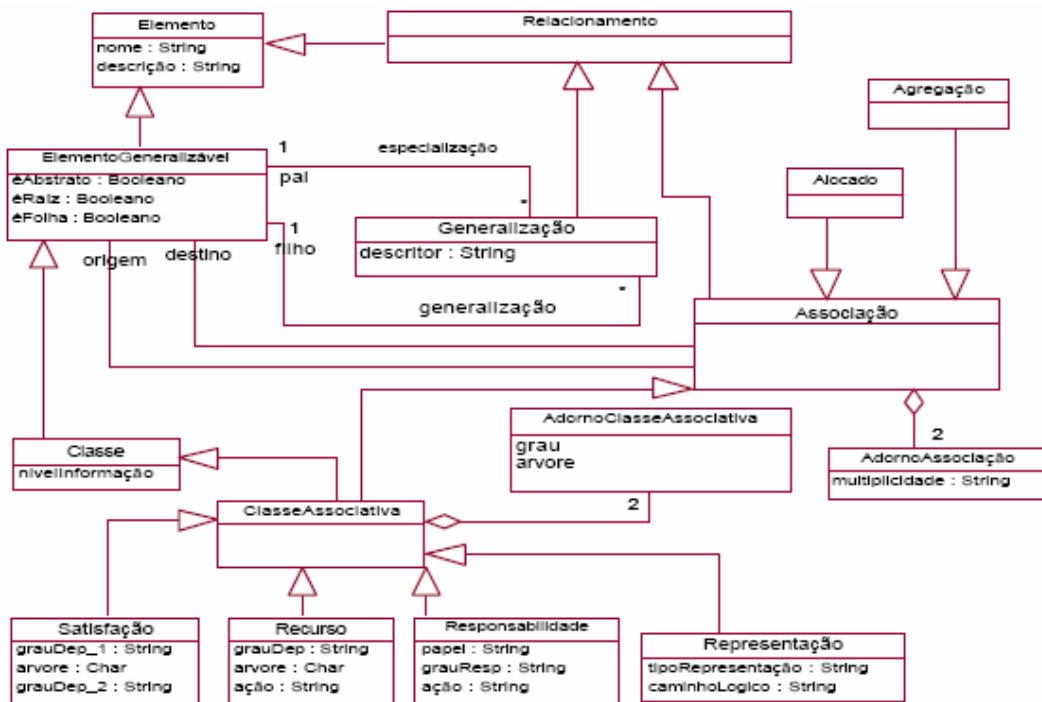 Elemento
nome : String
descrição : String
Relacionamento
Agregação
ElementoGeneralizável
éAbstrato : Booleano
éRaiz : Booleano
éFolha : Booleano
1
pai
especialização
*
Alocado
1
filho
Generalização
descritor : String
origem
destino
*
generalização
Associação
AdornoClasseAssociativa
grau
arvore
2
Classe
nivelInformação
2
AdornoAssociação
multiplicidade : String
ClasseAssociativa
Satisfação
grauDep_1 : String
arvore : Char
grauDep_2 : String
Recurso
grauDep : String
arvore : Char
ação : String
Responsabilidade
papel : String
grauResp : String
ação : String
Representação
tipoRepresentação : String
caminhoLogico : String